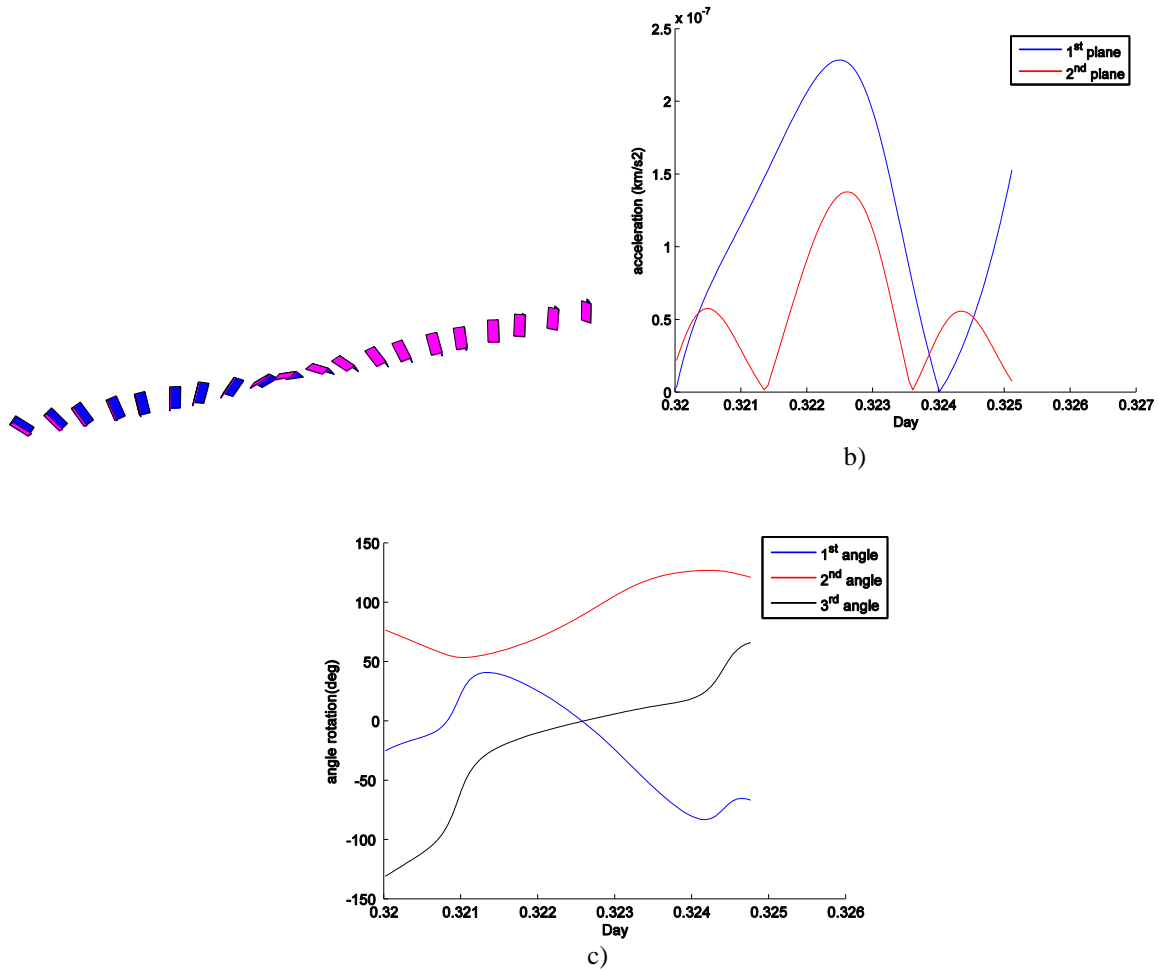 x 10-7
2.5
2
1.5
1
0.5
0
acceleration (km/s2)
0.32 0.321 0.322 0.323 0.324 0.325 0.326 0.327
Day
1st plane
2nd plane
b)
150
100
50
0
-50
-100
-150
angle rotation(deg)
0.32 0.321 0.322 0.323 0.324 0.325 0.326
Day
1st angle
2nd angle
3rd angle
c)